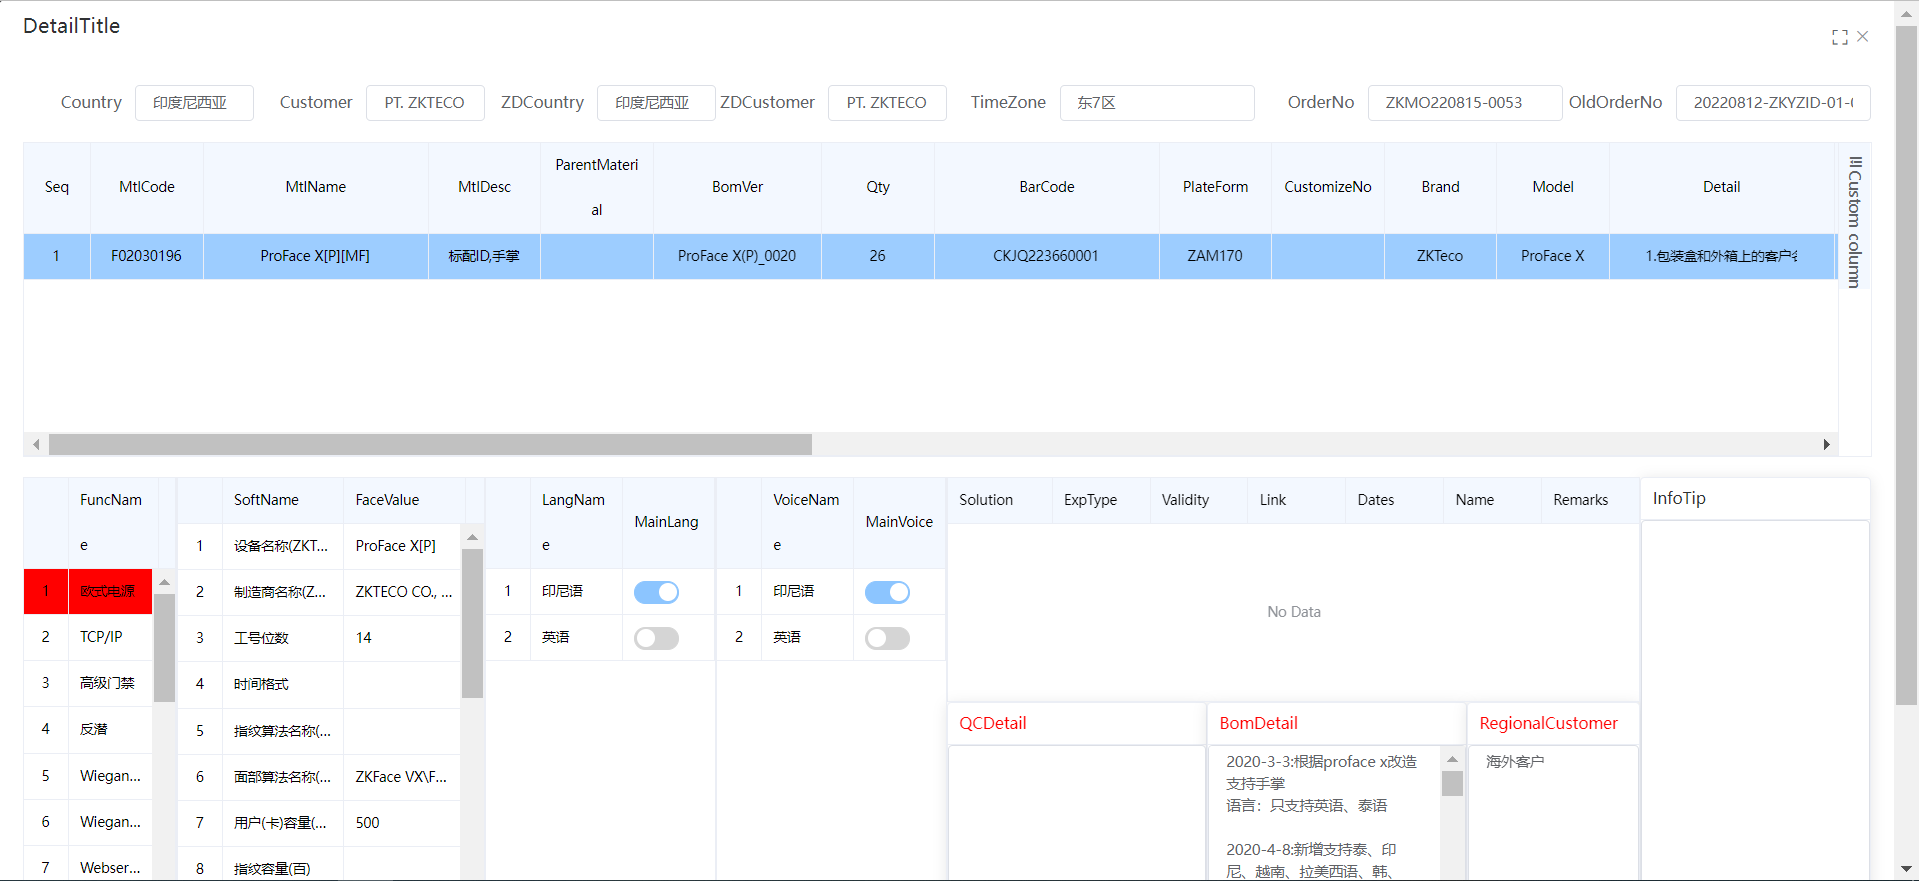 DetailTitle
Country 印度尼西亚 Customer PT. ZKTECO ZDCountry 印度尼西亚 ZDCustomer PT. ZKTECO TimeZone 东7区 OrderNo ZKMO220815-0053 OldOrderNo 20220812-ZKYZID-01-
Seq MtlCode MtlName MtlDesc ParentMateri
al BomVer Qty BarCode PlateForm CustomizeNo Brand Model Detail
Custom column
1 F02030196 ProFace X[P][MF] 标配ID,手掌 ProFace X(P)_0020 26 CKJQ223660001 ZAM170 ZKTeco ProFace X 1.包装盒和外箱上的客户
FuncNam
e
1 欧式电源
2 TCP/IP
3 高级门禁
4 反潜
5 Wiegan...
6 Wiegan...
7 Webser...
SoftName FaceValue
1 设备名称(ZKT... ProFace X[P]
2 制造商名称(Z... ZKTECO CO., ...
3 工号位数 14
4 时间格式
5 指纹算法名称(...
6 面部算法名称(... ZKFace VX\F...
7 用户(卡)容量(... 500
8 指纹容量(百)
LangNam
e MainLang
1 印尼语
2 英语
VoiceNam
e MainVoice
1 印尼语
2 英语
Solution ExpType Validity Link Dates Name Remarks
No Data
QCDetail
BomDetail
2020-3-3:根据proface x改造
支持手掌
语言：只支持英语、泰语
2020-4-8:新增支持泰、印
尼、越南、拉美西语、韩、
RegionalCustomer
海外客户
InfoTip